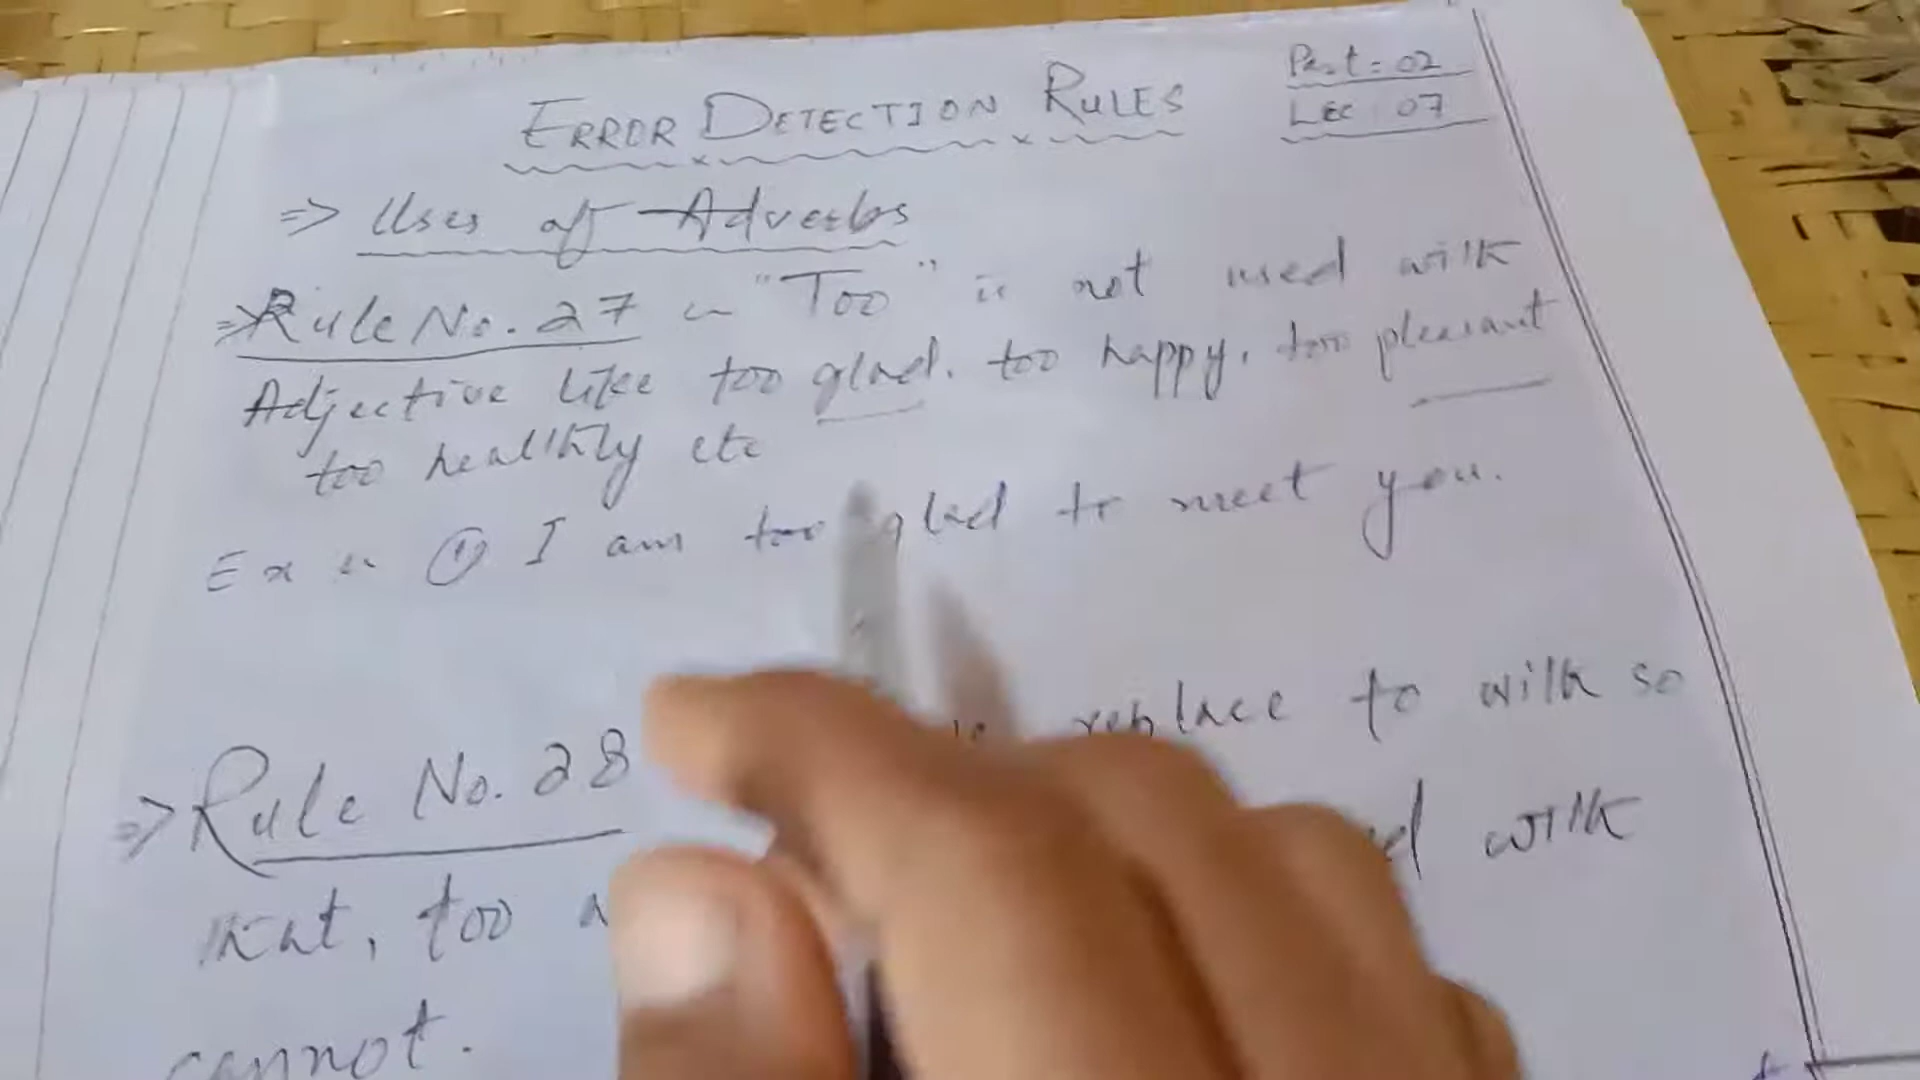 ERROR DETECTION RULES
Part = 02
Lec : 07
=> Uses of Adverbs
=> Rule No. 27 ~ "Too" is not used with
Adjective like too glad, too happy, too pleasant
too healthly etc
Ex ~ ① I am too glad to meet you.
=> Rule No. 28 replace to with so
that, too with
cannot.